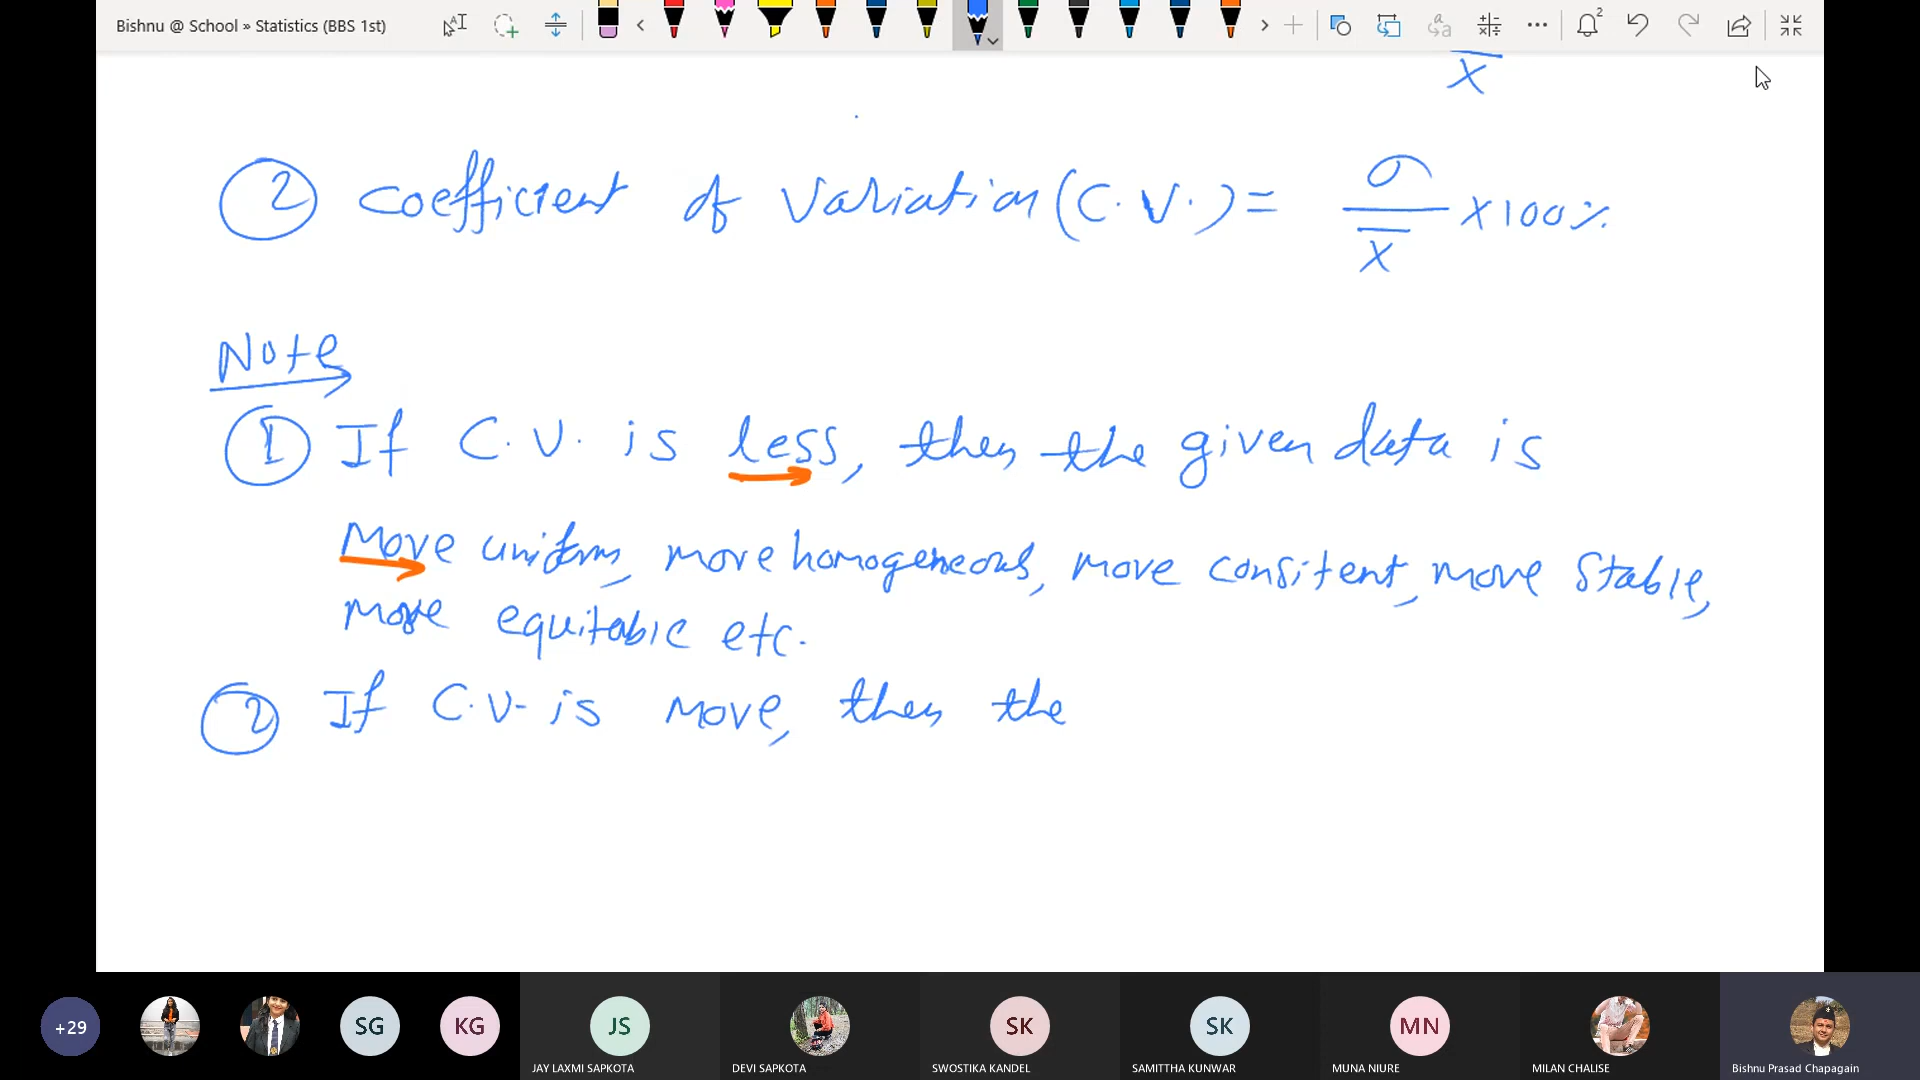 Bishnu @ School » Statistics (BBS 1st)
2
x̄
② Coefficient of Variation (C.V.) = σ/x̄ ×100%
Note
① If C.V. is less, then the given data is
More uniform, more homogeneous, more consitent, more stable,
more equitable etc.
② If C.V. is more, then the
+29
SG
KG
JS
SK
SK
MN
JAY LAXMI SAPKOTA
DEVI SAPKOTA
SWOSTIKA KANDEL
SAMITTHA KUNWAR
MUNA NIURE
MILAN CHALISE
Bishnu Prasad Chapagain